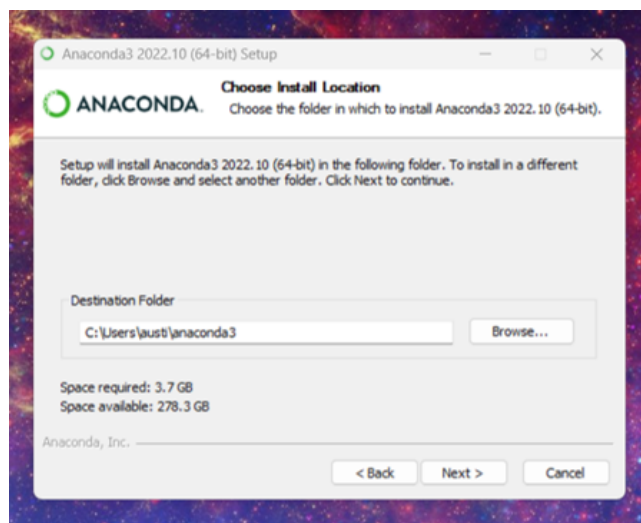 Anaconda3 2022.10 (64-bit) Setup
ANACONDA.
Choose Install Location
Choose the folder in which to install Anaconda3 2022.10 (64-bit).
Setup will install Anaconda3 2022.10 (64-bit) in the following folder. To install in a different
folder, click Browse and select another folder. Click Next to continue.
Destination Folder
C:\Users\austi\anaconda3
Browse...
Space required: 3.7 GB
Space available: 278.3 GB
Anaconda, Inc.
< Back
Next >
Cancel